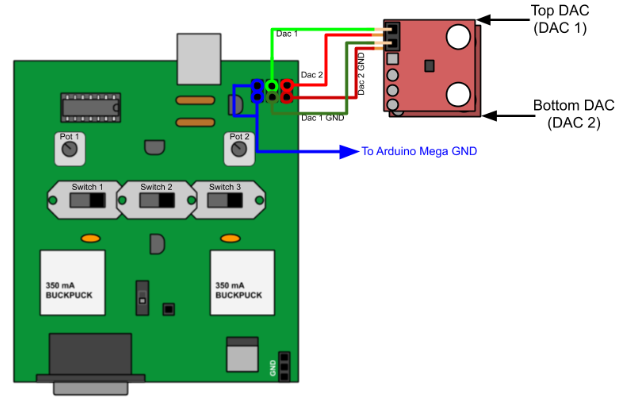 Top DAC
(DAC 1)
Dac 1
Dac 2
Dac 2 GND
Dac 1 GND
Bottom DAC
(DAC 2)
Pot 1
Pot 2
To Arduino Mega GND
Switch 1
Switch 2
Switch 3
350 mA
BUCKPUCK
350 mA
BUCKPUCK
GND